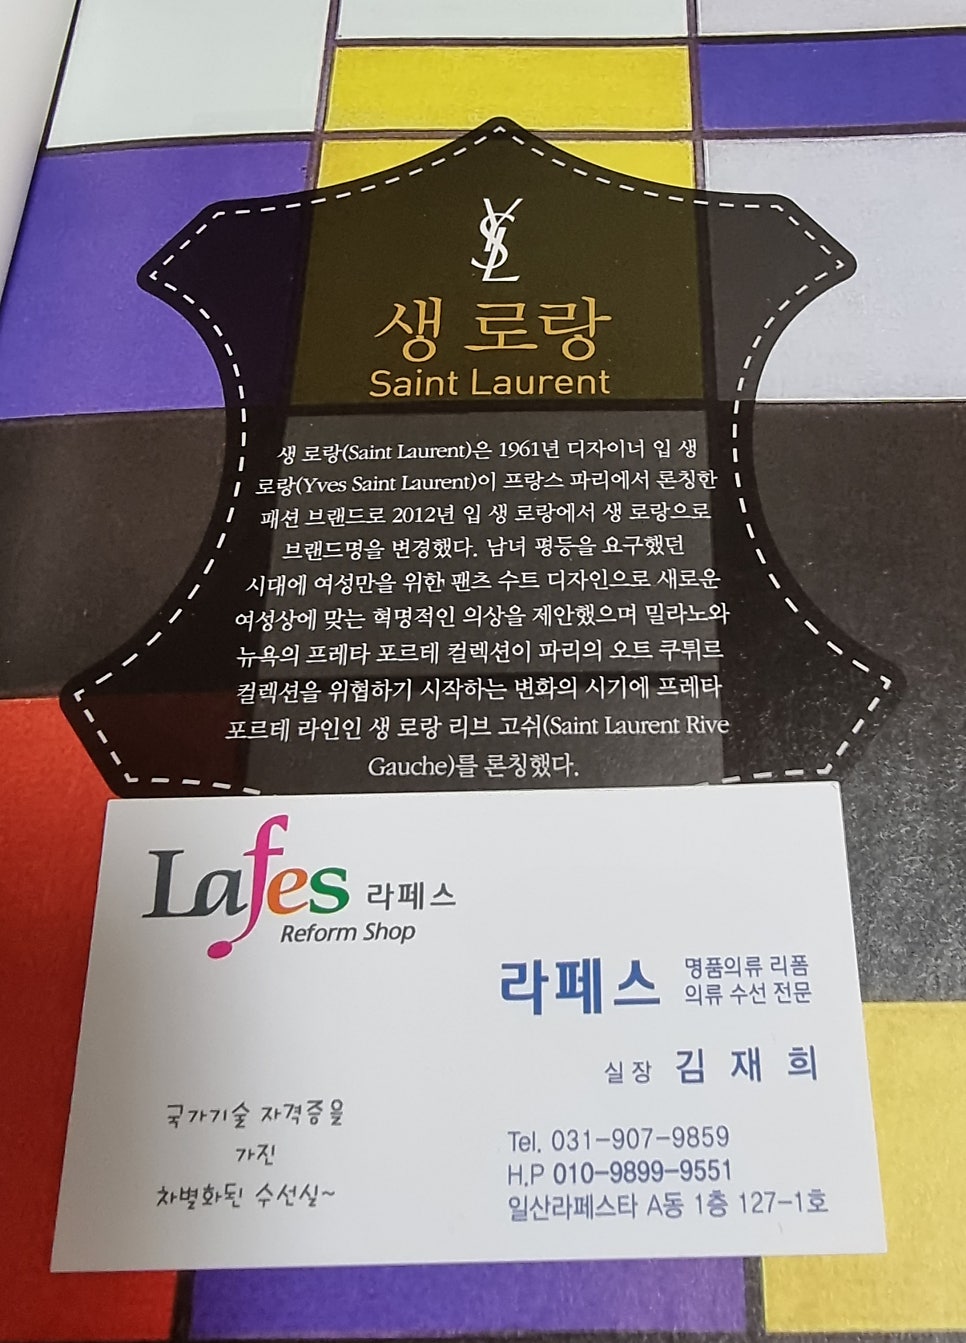 YSL
생 로랑
Saint Laurent
생 로랑(Saint Laurent)은 1961년 디자이너 입 생
로랑(Yves Saint Laurent)이 프랑스 파리에서 론칭한
패션 브랜드로 2012년 입 생 로랑에서 생 로랑으로
브랜드명을 변경했다. 남녀 평등을 요구했던
시대에 여성만을 위한 팬츠 수트 디자인으로 새로운
여성상에 맞는 혁명적인 의상을 제안했으며 밀라노와
뉴욕의 프레타 포르테 컬렉션이 파리의 오트 쿠튀르
컬렉션을 위협하기 시작하는 변화의 시기에 프레타
포르테 라인인 생 로랑 리브 고쉬(Saint Laurent Rive
Gauche)를 론칭했다.
Lafes 라페스
Reform Shop
라페스 명품의류 리폼
의류 수선 전문
실장 김재희
국가기술 자격증을
가진
차별화된 수선실~
Tel. 031-907-9859
H.P 010-9899-9551
일산라페스타 A동 1층 127-1호